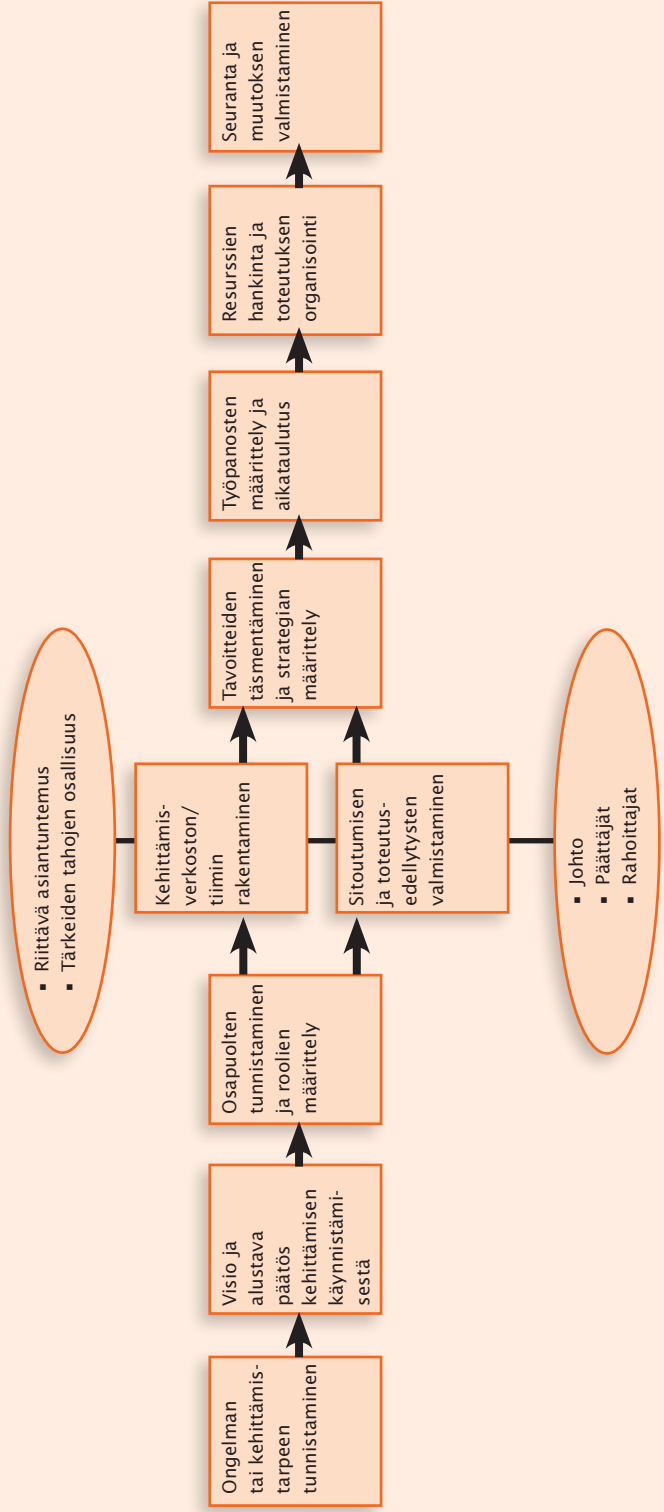 Ongelman
tai kehittämis-
tarpeen
tunnistaminen
Visio ja
alustava
päätös
kehittämisen
käynnistämi-
sestä
Osapuolten
tunnistaminen
ja roolien
määrittely
▪ Riittävä asiantuntemus
▪ Tärkeiden tahojen osallisuus
Kehittämis-
verkoston/
tiimin
rakentaminen
Sitoutumisen
ja toteutus-
edellytysten
valmistaminen
▪ Johto
▪ Päättäjät
▪ Rahoittajat
Tavoitteiden
täsmentäminen
ja strategian
määrittely
Työpanosten
määrittely ja
aikataulutus
Resurssien
hankinta ja
toteutuksen
organisointi
Seuranta ja
muutoksen
valmistaminen